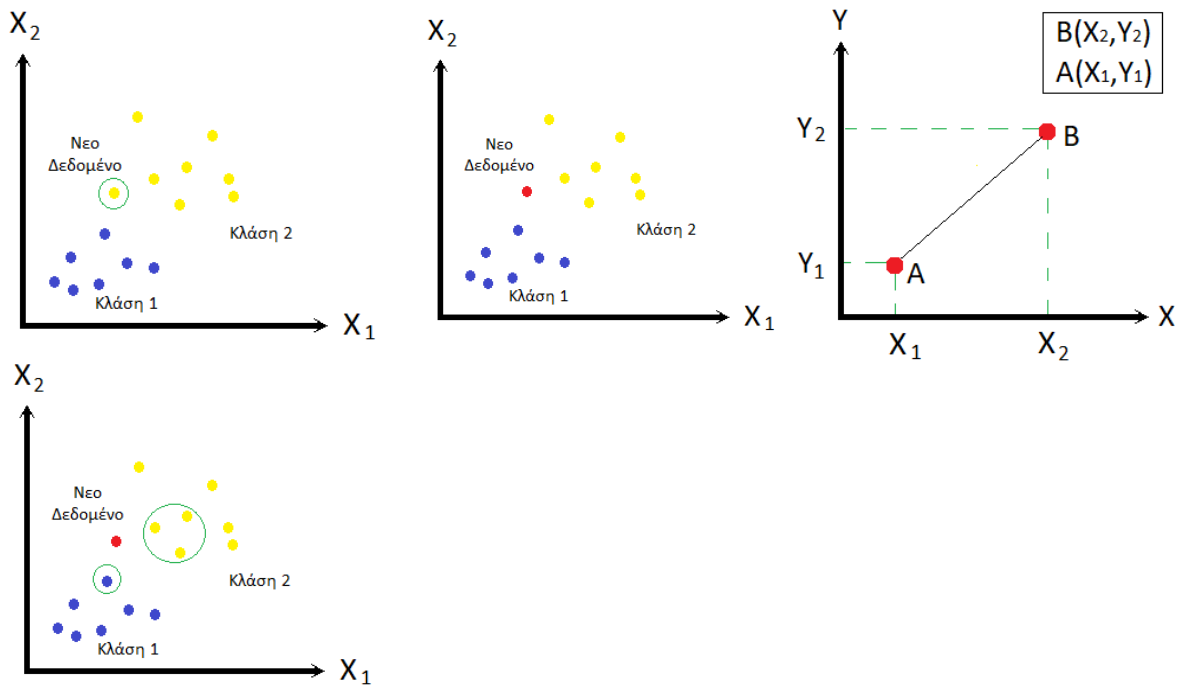 X2
Νεο
Δεδομένο
Κλάση 2
Κλάση 1
X1
X2
Νεο
Δεδομένο
Κλάση 2
Κλάση 1
X1
Y
B(X2,Y2)
A(X1,Y1)
Y2
B
Y1
A
X
X1
X2
X2
Νεο
Δεδομένο
Κλάση 2
Κλάση 1
X1